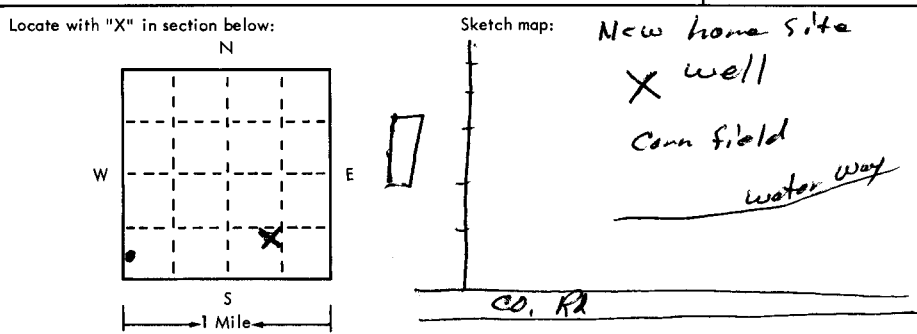 Locate with "X" in section below:
N
W
E
S
1 Mile
Sketch map:
New home site
X well
Corn field
water way
CO. Rd